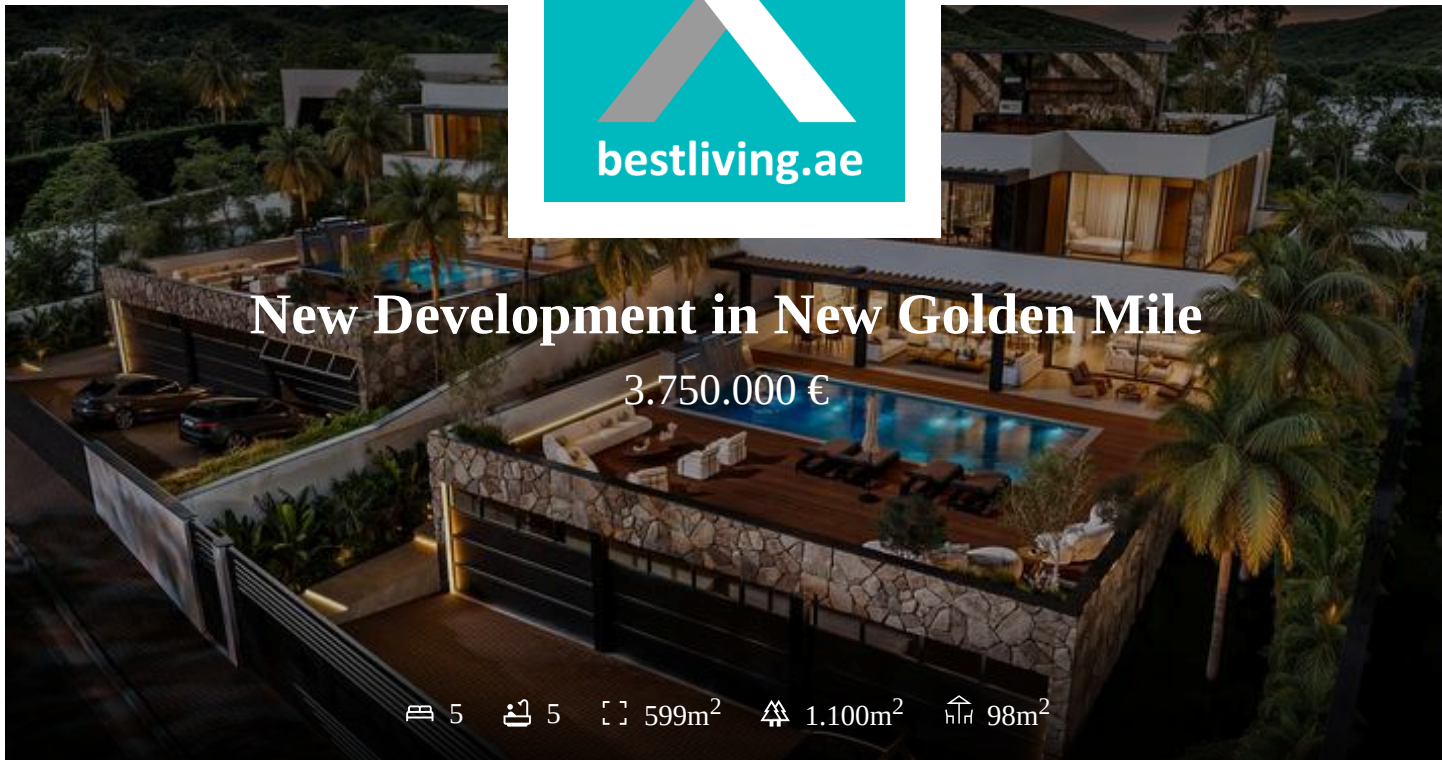 bestliving.ae
New Development in New Golden Mile
3.750.000 €
5 5 599m² 1.100m² 98m²